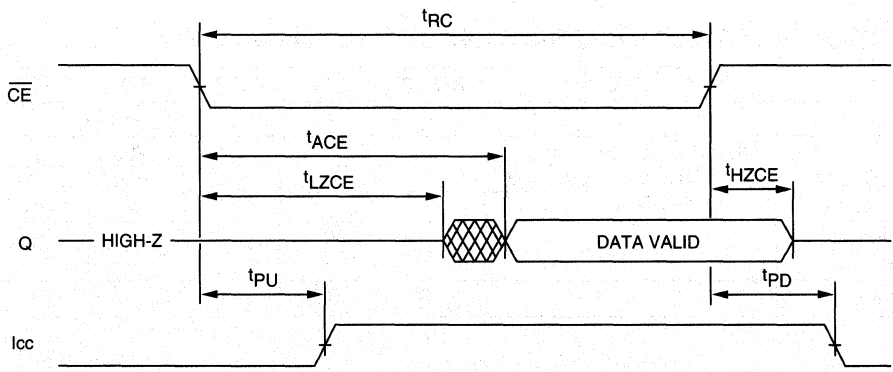 tRC
CE
tACE
tLZCE
tHZCE
Q
HIGH-Z
DATA VALID
tPU
tPD
Icc